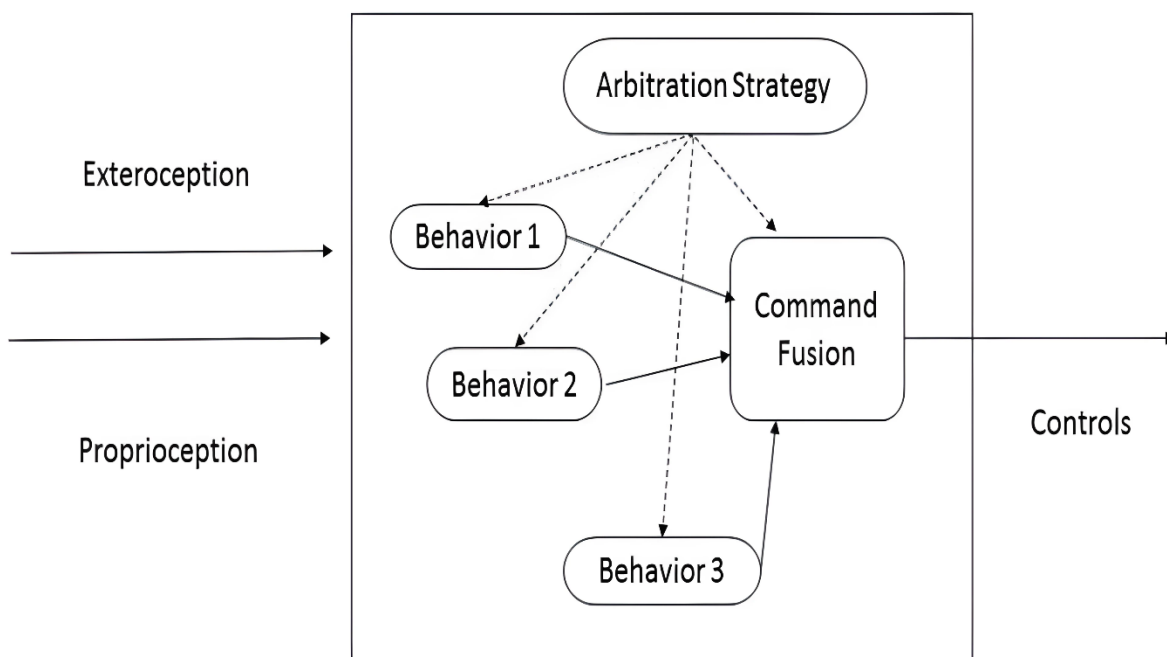 Arbitration Strategy
Exteroception
Behavior 1
Command
Fusion
Behavior 2
Controls
Proprioception
Behavior 3